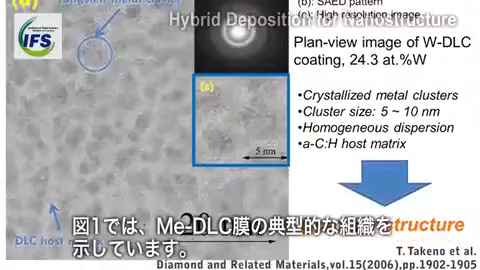 Hybrid Deposition for Nanostructure
(b): SAED pattern
(c): High resolution image
Tungsten metal cluster
IFS
(c)
5 nm
Plan-view image of W-DLC
coating, 24.3 at.%W
•Crystallized metal clusters
•Cluster size: 5 ~ 10 nm
•Homogeneous dispersion
•a-C:H host matrix
DLC host
図1では、Me-DLC膜の典型的な組織を
示しています。
structure
T. Takeno et al.
Diamond and Related Materials,vol.15(2006),pp.1902-1905